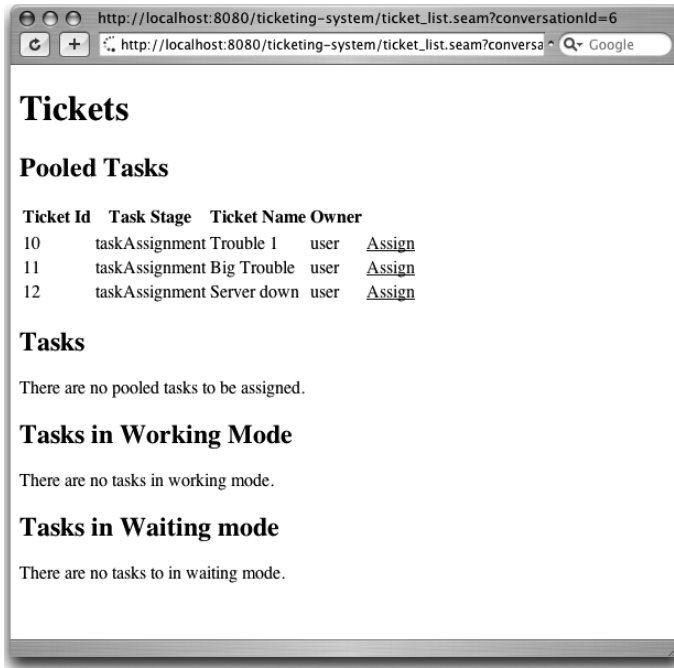 http://localhost:8080/ticketing-system/ticket_list.seam?conversationId=6
http://localhost:8080/ticketing-system/ticket_list.seam?conversa Google
Tickets
Pooled Tasks
Ticket Id Task Stage Ticket Name Owner
10 taskAssignment Trouble 1 user Assign
11 taskAssignment Big Trouble user Assign
12 taskAssignment Server down user Assign
Tasks
There are no pooled tasks to be assigned.
Tasks in Working Mode
There are no tasks in working mode.
Tasks in Waiting mode
There are no tasks to in waiting mode.